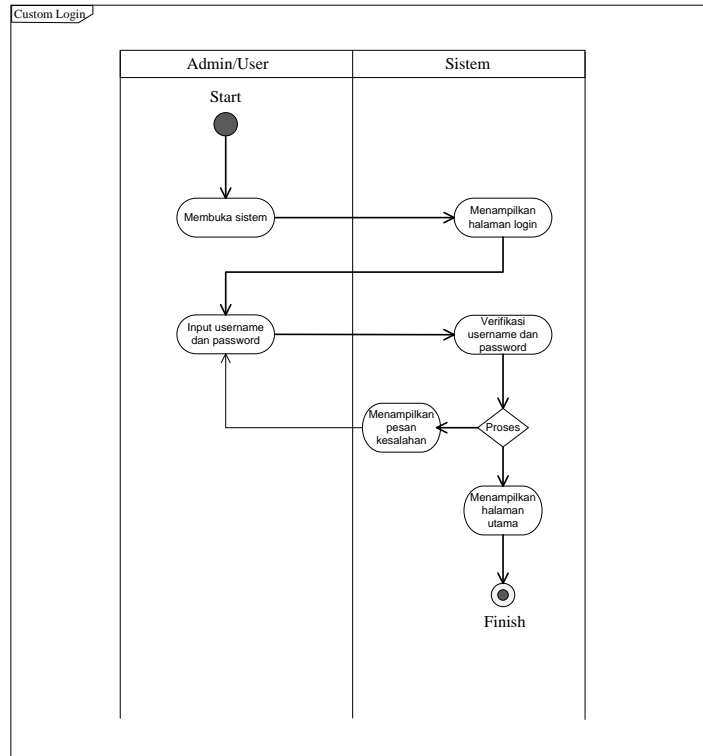 Custom Login
Admin/User
Sistem
Start
Membuka sistem
Menampilkan
halaman login
Input username
dan password
Verifikasi
username dan
password
Menampilkan
pesan
kesalahan
Proses
Menampilkan
halaman
utama
Finish